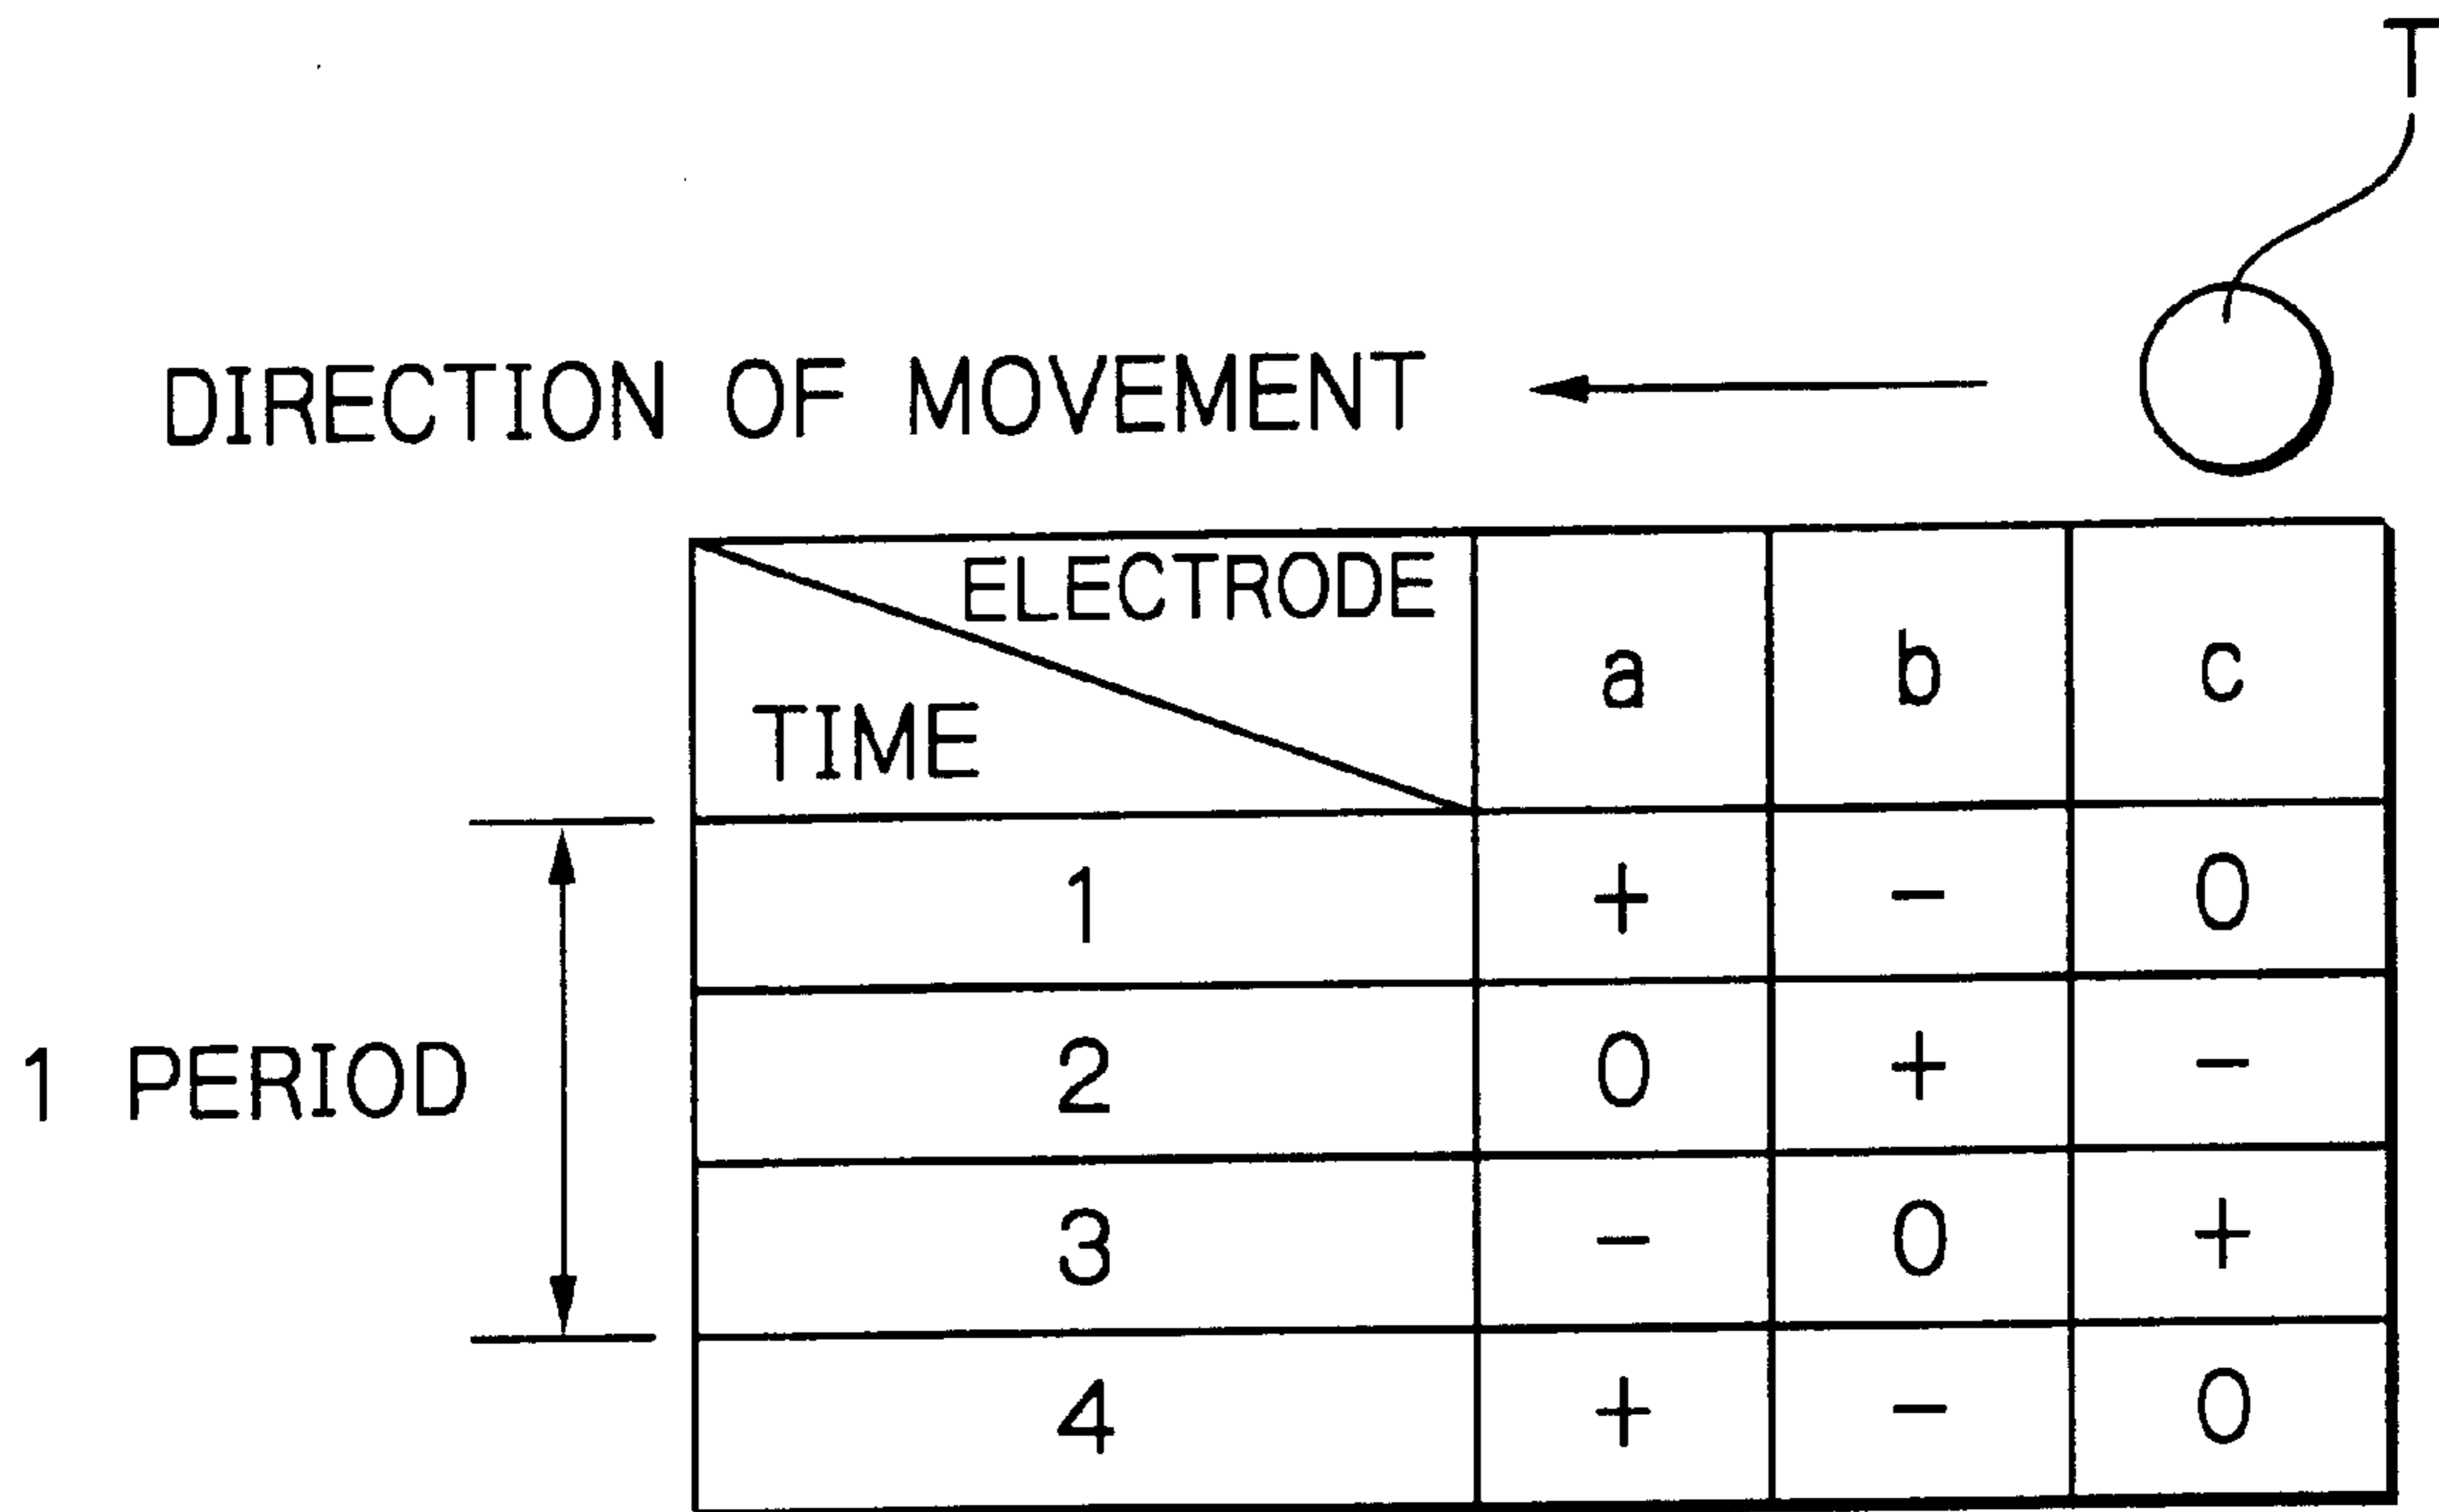 T
DIRECTION OF MOVEMENT
ELECTRODE
TIME
a b c
1 + - 0
2 0 + -
1 PERIOD
3 - 0 +
4 + - 0